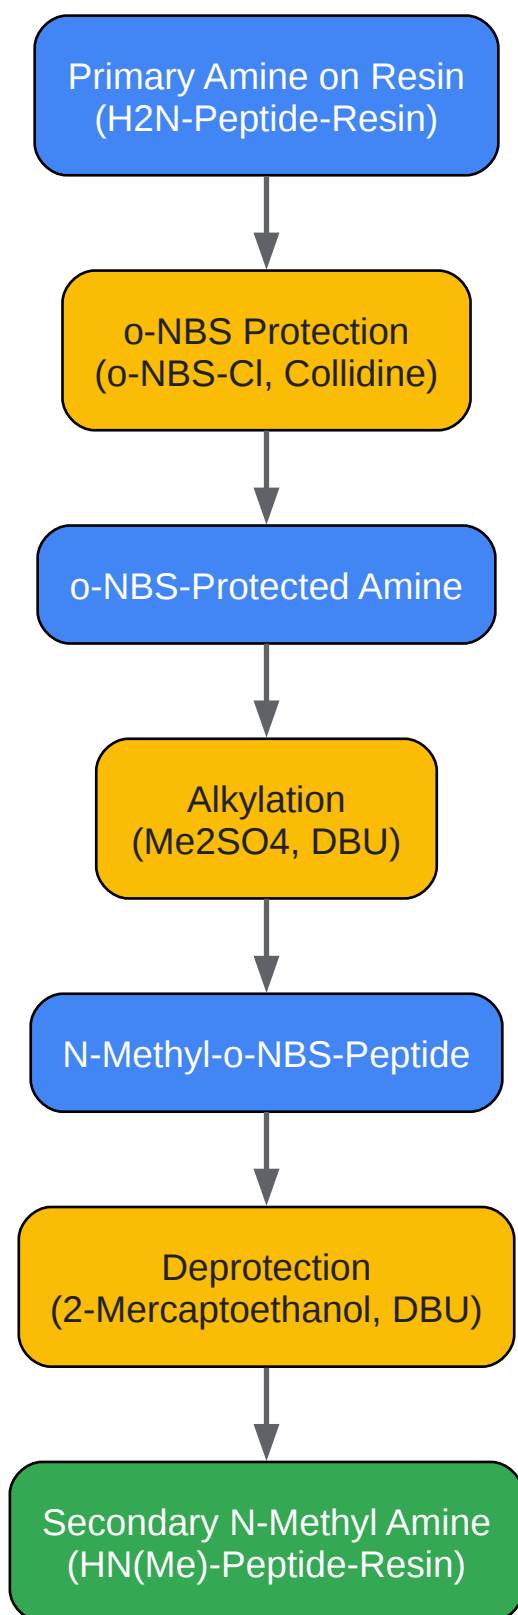 Primary Amine on Resin
(H2N-Peptide-Resin)
o-NBS Protection
(o-NBS-Cl, Collidine)
o-NBS-Protected Amine
Alkylation
(Me2SO4, DBU)
N-Methyl-o-NBS-Peptide
Deprotection
(2-Mercaptoethanol, DBU)
Secondary N-Methyl Amine
(HN(Me)-Peptide-Resin)